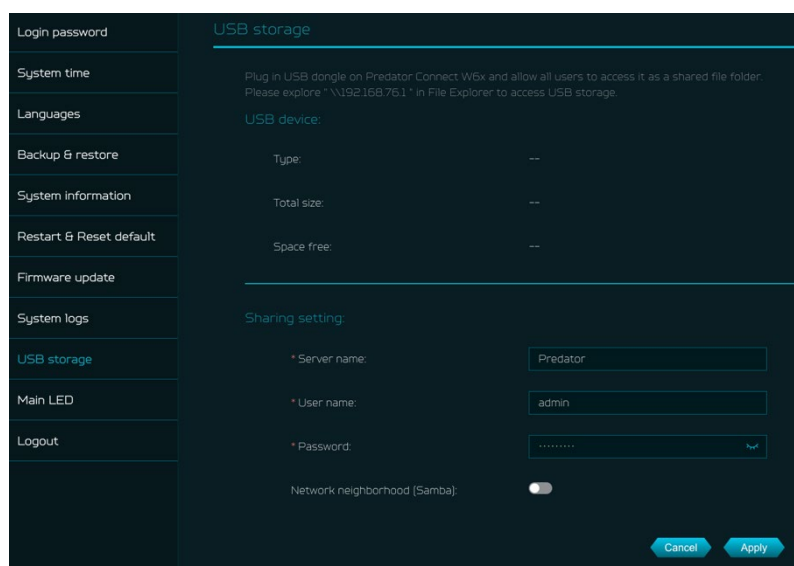 Login password
System time
Languages
Backup & restore
System information
Restart & Reset default
Firmware update
System logs
USB storage
Main LED
Logout
USB storage
Plug in USB dongle on Predator Connect W6x and allow all users to access it as a shared file folder.
Please explore " \\192.168.76.1 " in File Explorer to access USB storage.
USB device:
Type: --
Total size: --
Space free: --
Sharing setting:
* Server name: Predator
* User name: admin
* Password: ·········
Network neighborhood (Samba):
Cancel Apply